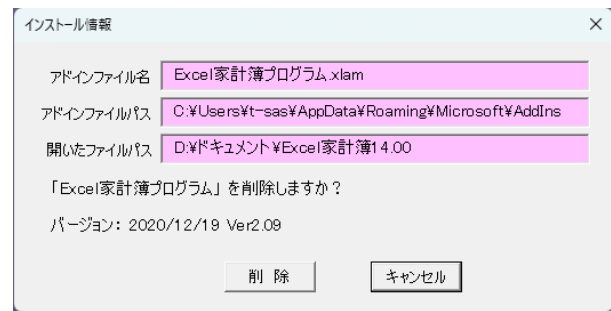 インストール情報
アドインファイル名 Excel家計簿プログラム.xlam
アドインファイルパス C:¥Users¥t-sas¥AppData¥Roaming¥Microsoft¥AddIns
開いたファイルパス D:¥ドキュメント¥Excel家計簿14.00
「Excel家計簿プログラム」を削除しますか？
バージョン： 2020/12/19 Ver2.09
削 除 キャンセル